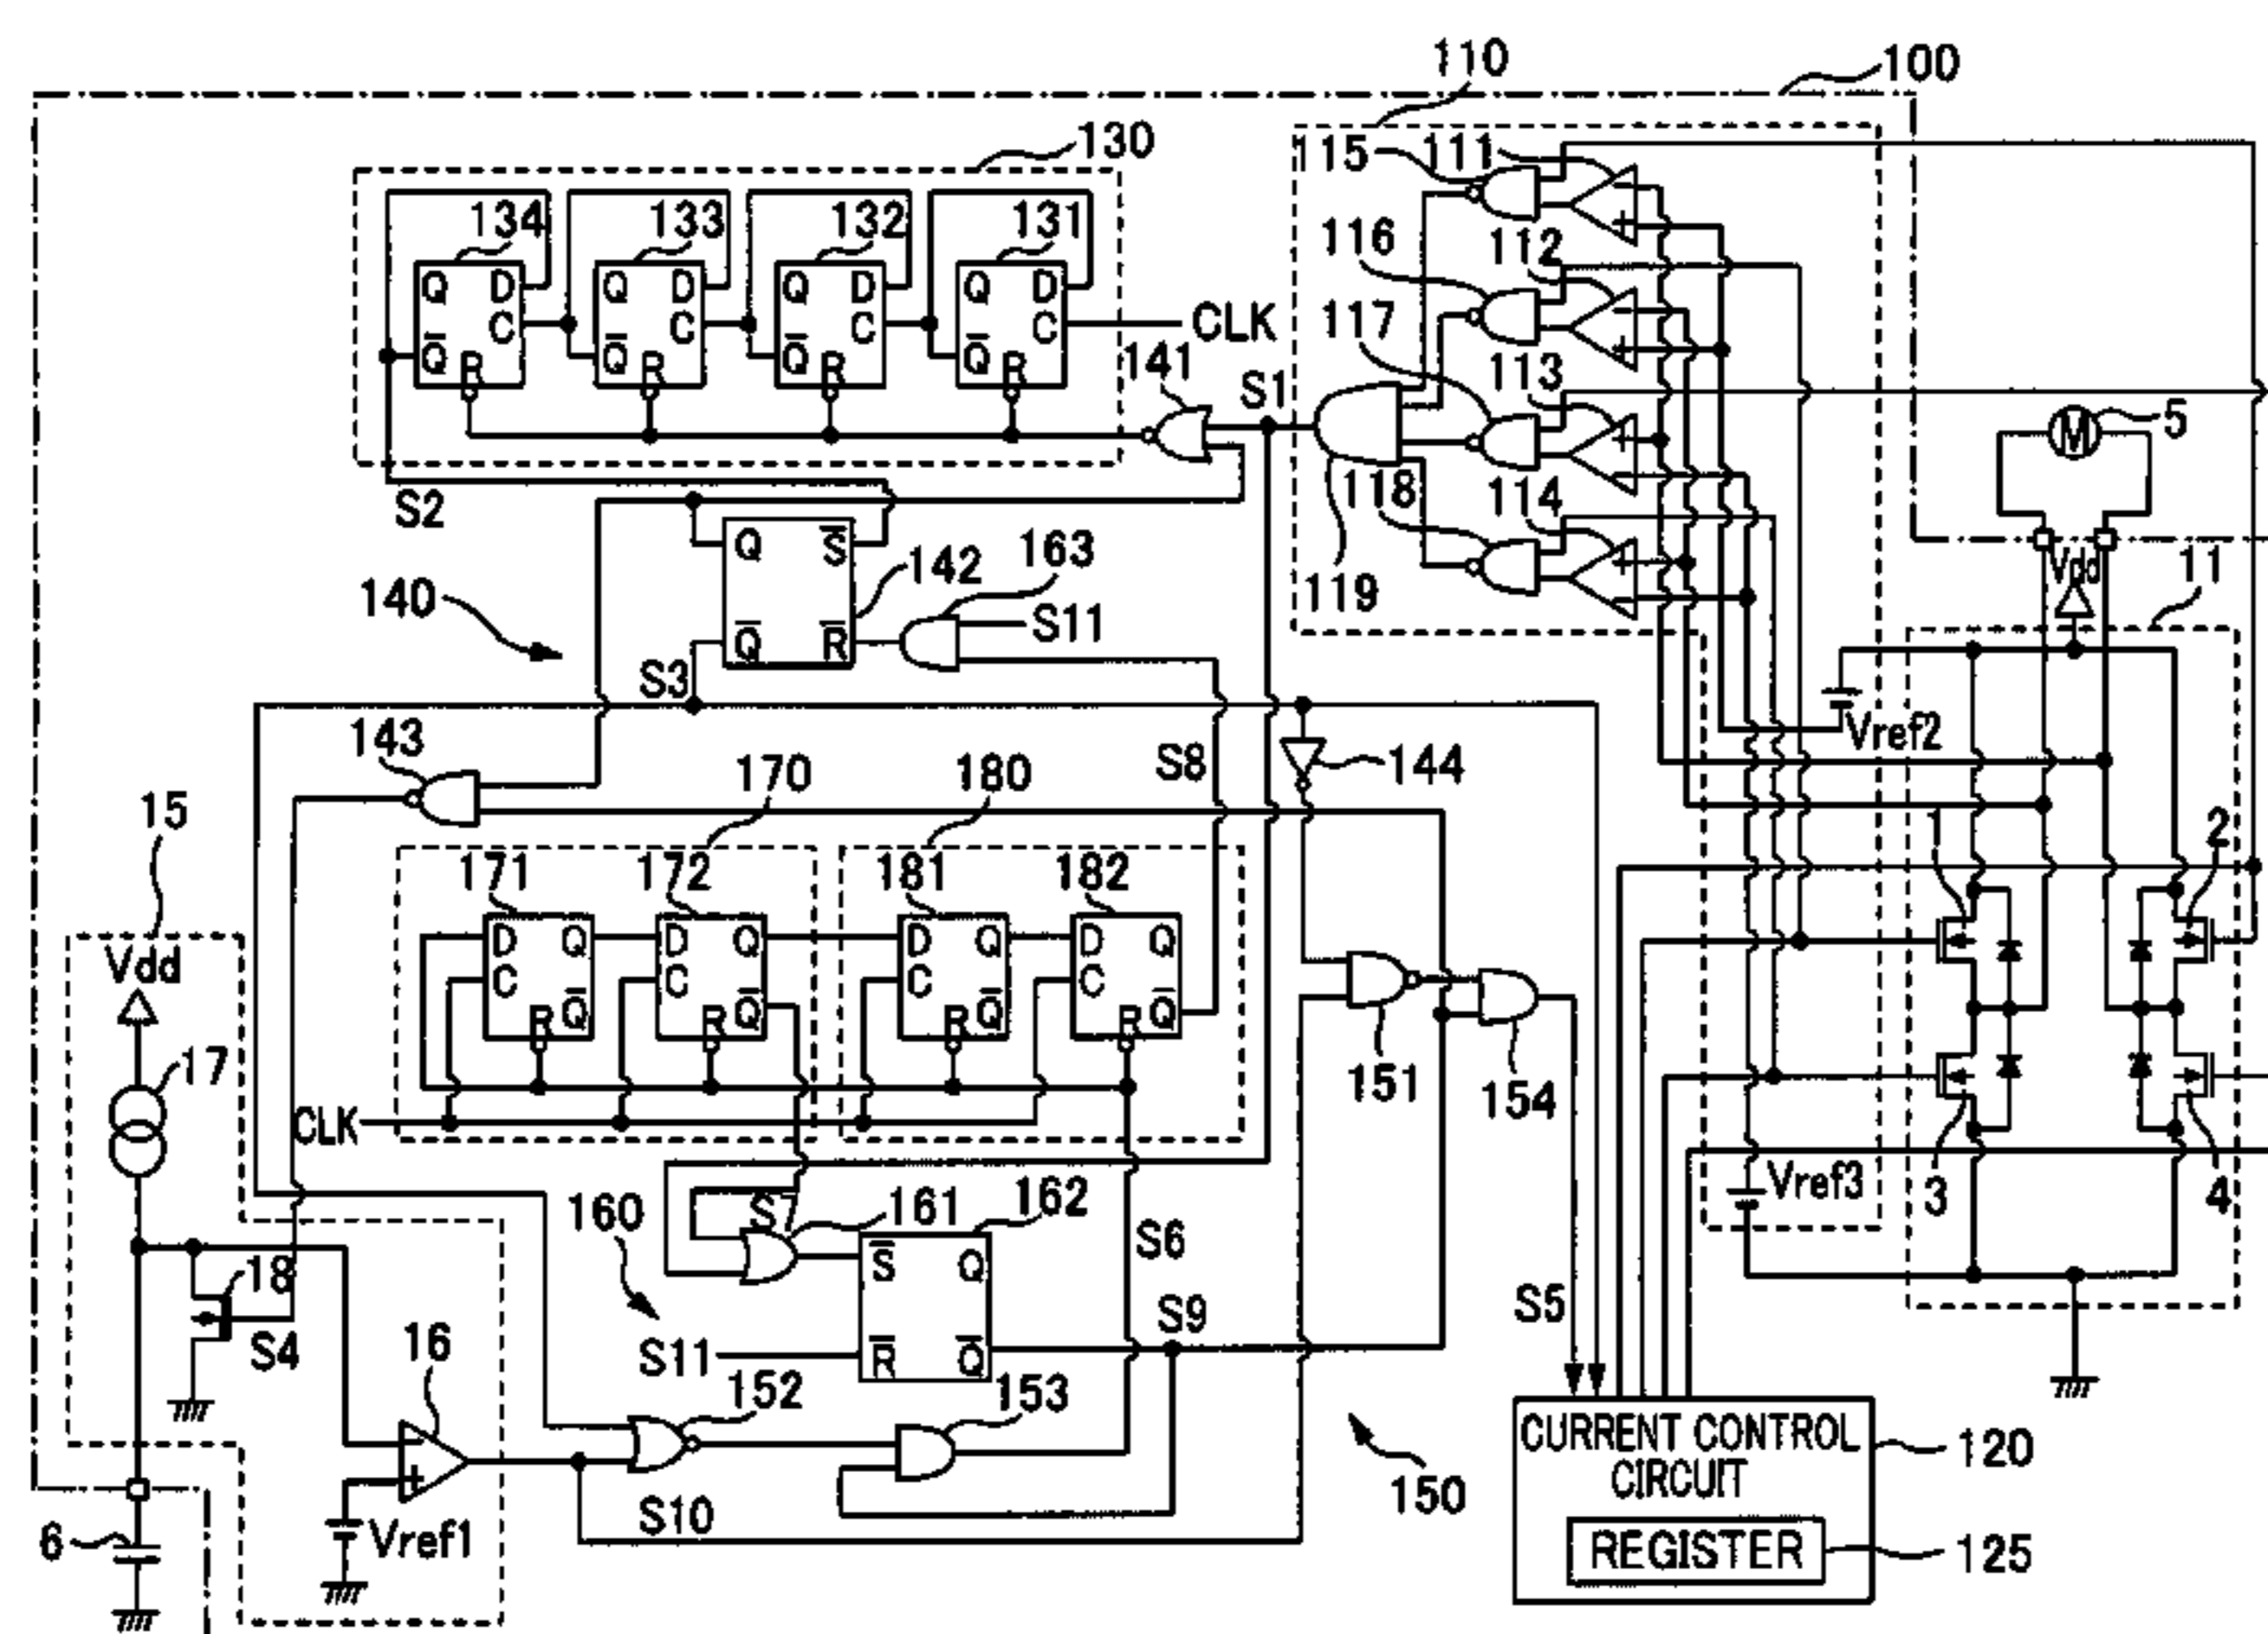 100
110
130
115 111
134 133 132 131
Q D Q D Q D Q D
C C C C
Q̅ R Q̅ R Q̅ R Q̅ R
CLK
116 112
117
141
S1
113
118
114
119
M 5
Vdd
11
S2
Q S̅
142
163
S11
140
Q̅ R̅
S3
143
S8
144
Vref2
170 180
15
1 2
171 172 181 182
D Q D Q D Q D Q
C C C C
R Q̅ R Q̅ R Q̅ R Q̅
Vdd
17
CLK
151 154
3 4
Vref3
160
S7
161 162
S6
S̅ Q
18
S4
S11
R̅ Q̅
S9
S5
16
152 153
S10
150
Vref1
6
CURRENT CONTROL
CIRCUIT
120
REGISTER
125